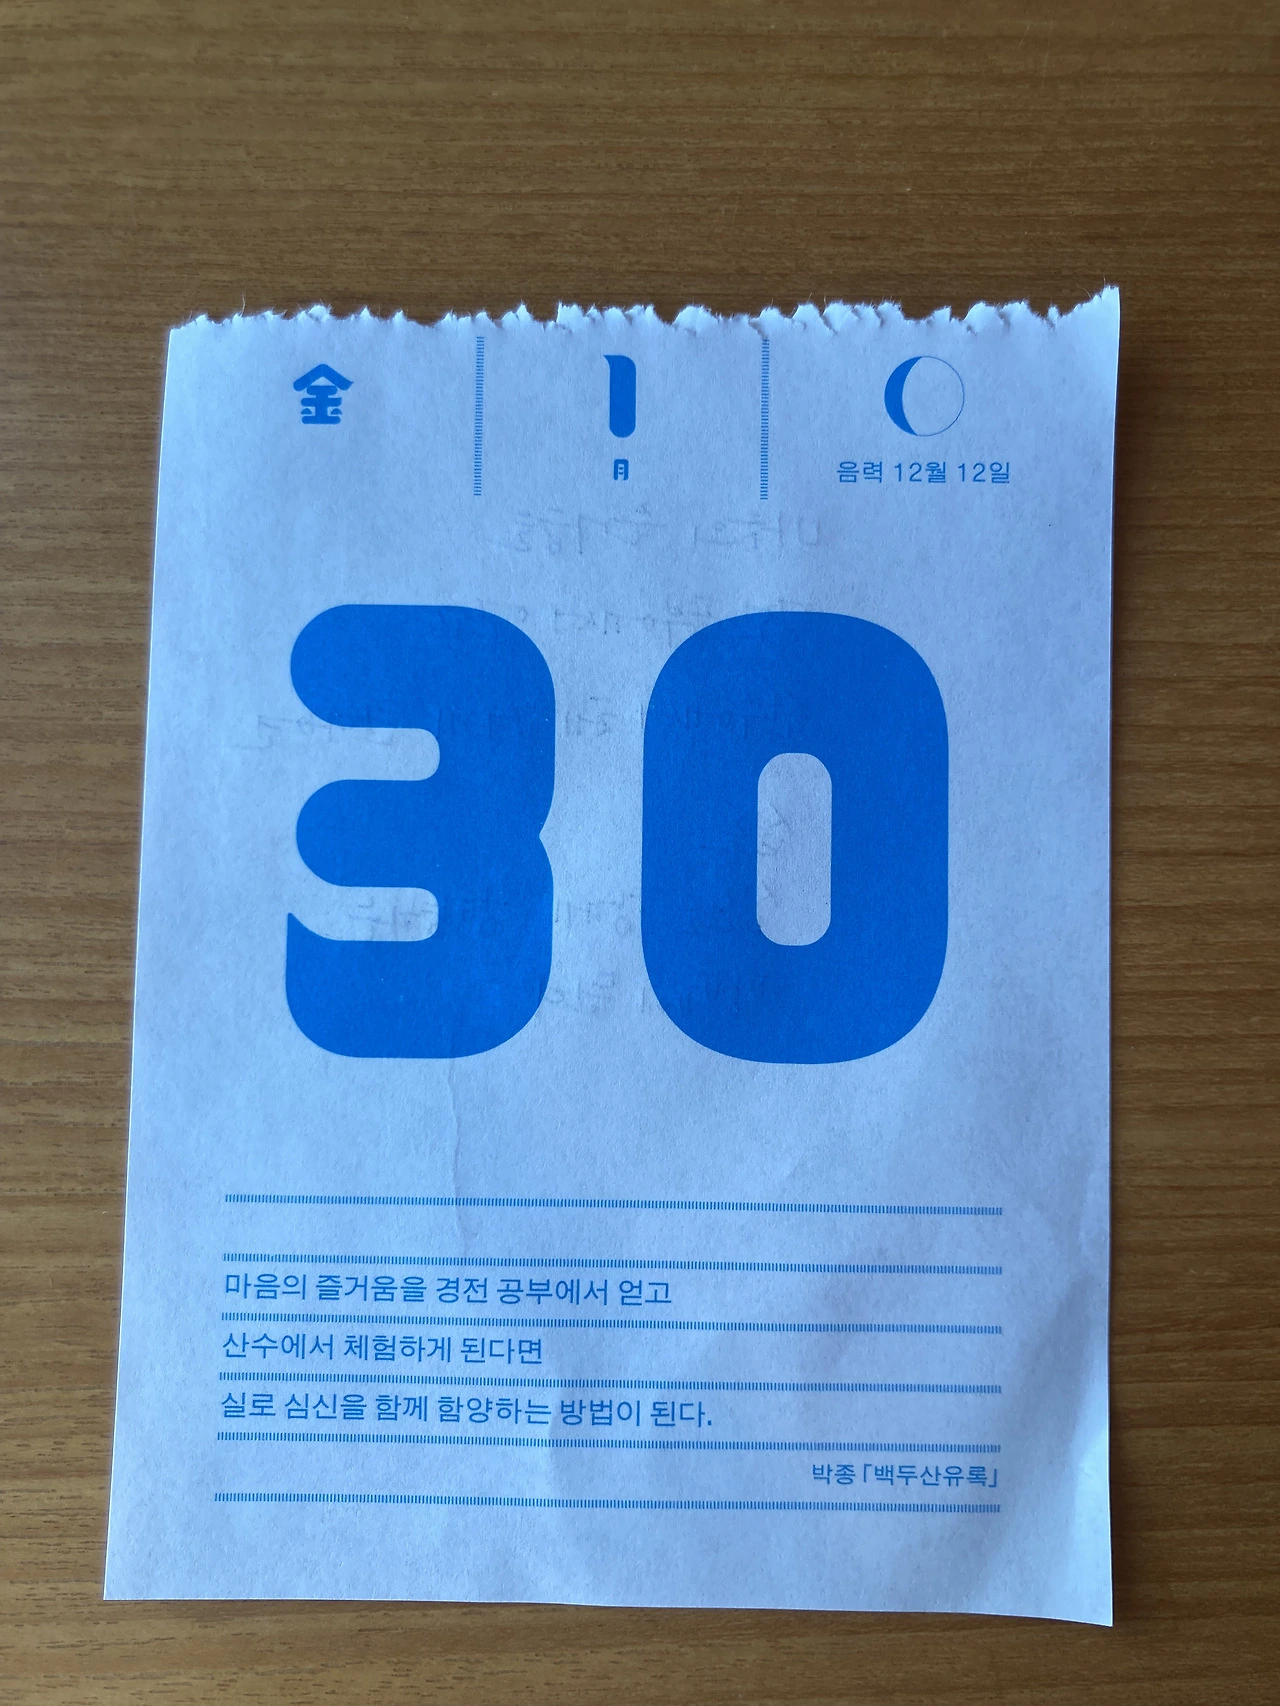 金
1
月
음력 12월 12일
30
마음의 즐거움을 경전 공부에서 얻고
산수에서 체험하게 된다면
실로 심신을 함께 함양하는 방법이 된다.
박종 「백두산유록」